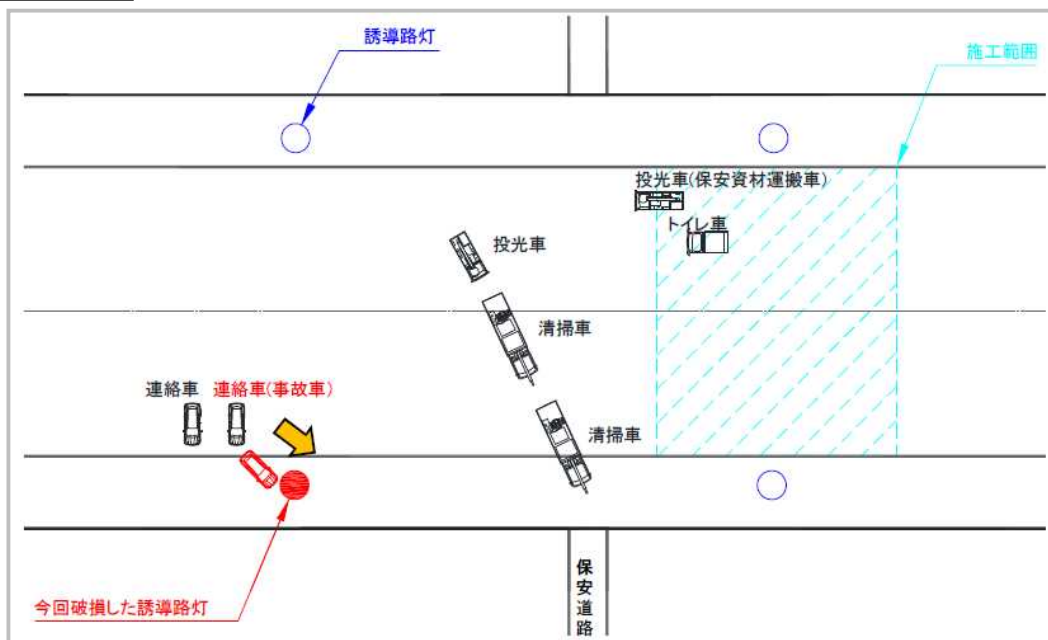 誘導路灯
施工範囲
投光車(保安資材運搬車)
トイレ車
投光車
清掃車
連絡車
連絡車(事故車)
清掃車
今回破損した誘導路灯
保安道路